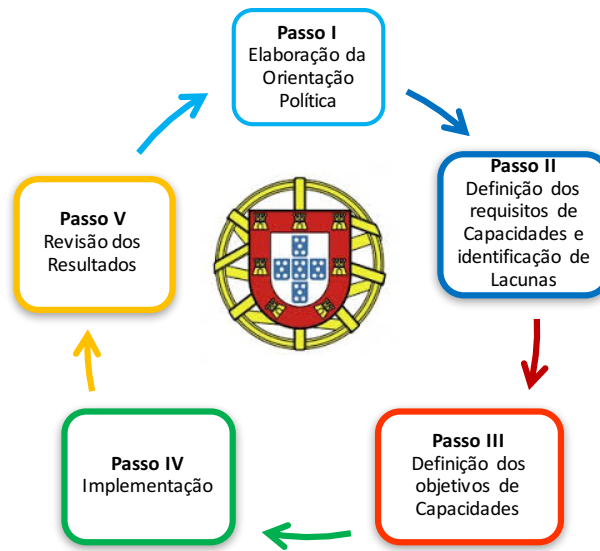 Passo I
Elaboração da
Orientação
Política
Passo II
Definição dos
requisitos de
Capacidades e
identificação de
Lacunas
Passo III
Definição dos
objetivos de
Capacidades
Passo IV
Implementação
Passo V
Revisão dos
Resultados